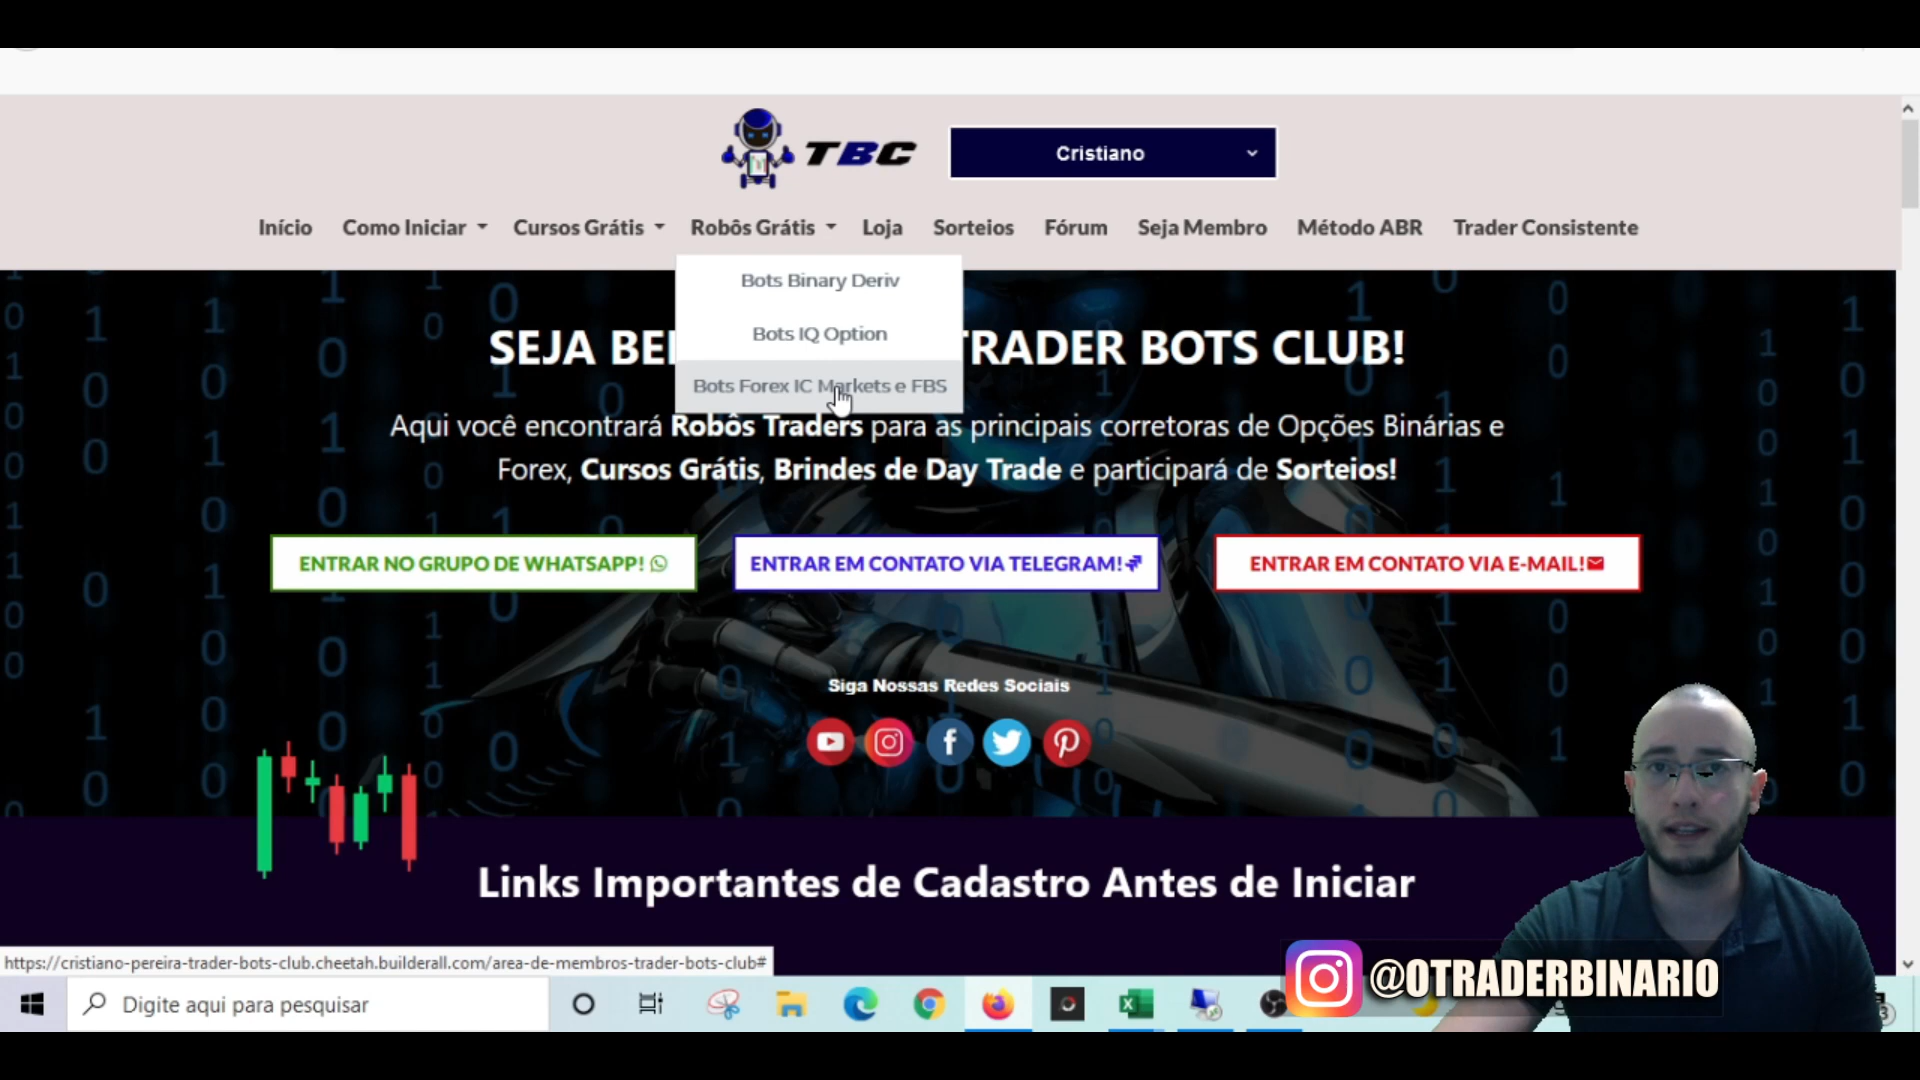 TBC
Cristiano
Início Como Iniciar Cursos Grátis Robôs Grátis Loja Sorteios Fórum Seja Membro Método ABR Trader Consistente
Bots Binary Deriv
Bots IQ Option
Bots Forex IC Markets e FBS
SEJA BE TRADER BOTS CLUB!
Aqui você encontrará Robôs Traders para as principais corretoras de Opções Binárias e
Forex, Cursos Grátis, Brindes de Day Trade e participará de Sorteios!
ENTRAR NO GRUPO DE WHATSAPP!
ENTRAR EM CONTATO VIA TELEGRAM!
ENTRAR EM CONTATO VIA E-MAIL!
Siga Nossas Redes Sociais
Links Importantes de Cadastro Antes de Iniciar
https://cristiano-pereira-trader-bots-club.cheetah.builderall.com/area-de-membros-trader-bots-club#
@OTRADERBINARIO
Digite aqui para pesquisar